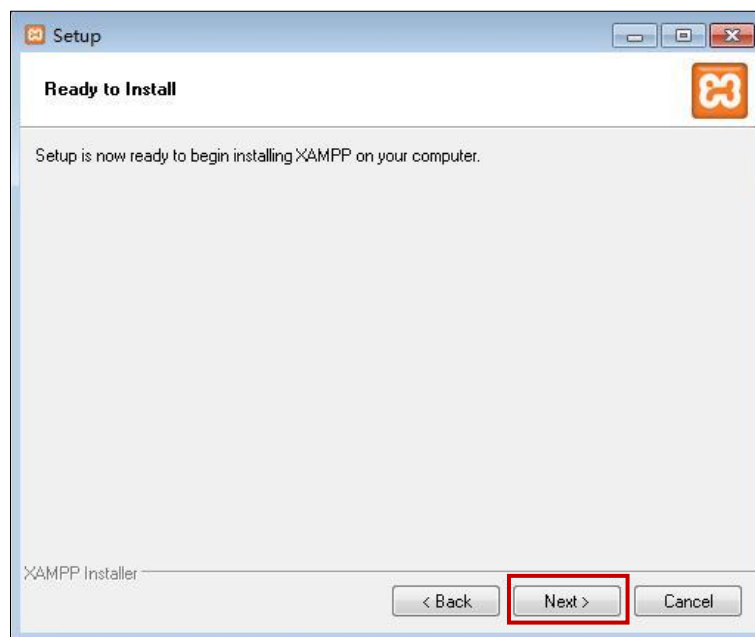 Setup
Ready to Install
Setup is now ready to begin installing XAMPP on your computer.
XAMPP Installer
< Back
Next >
Cancel